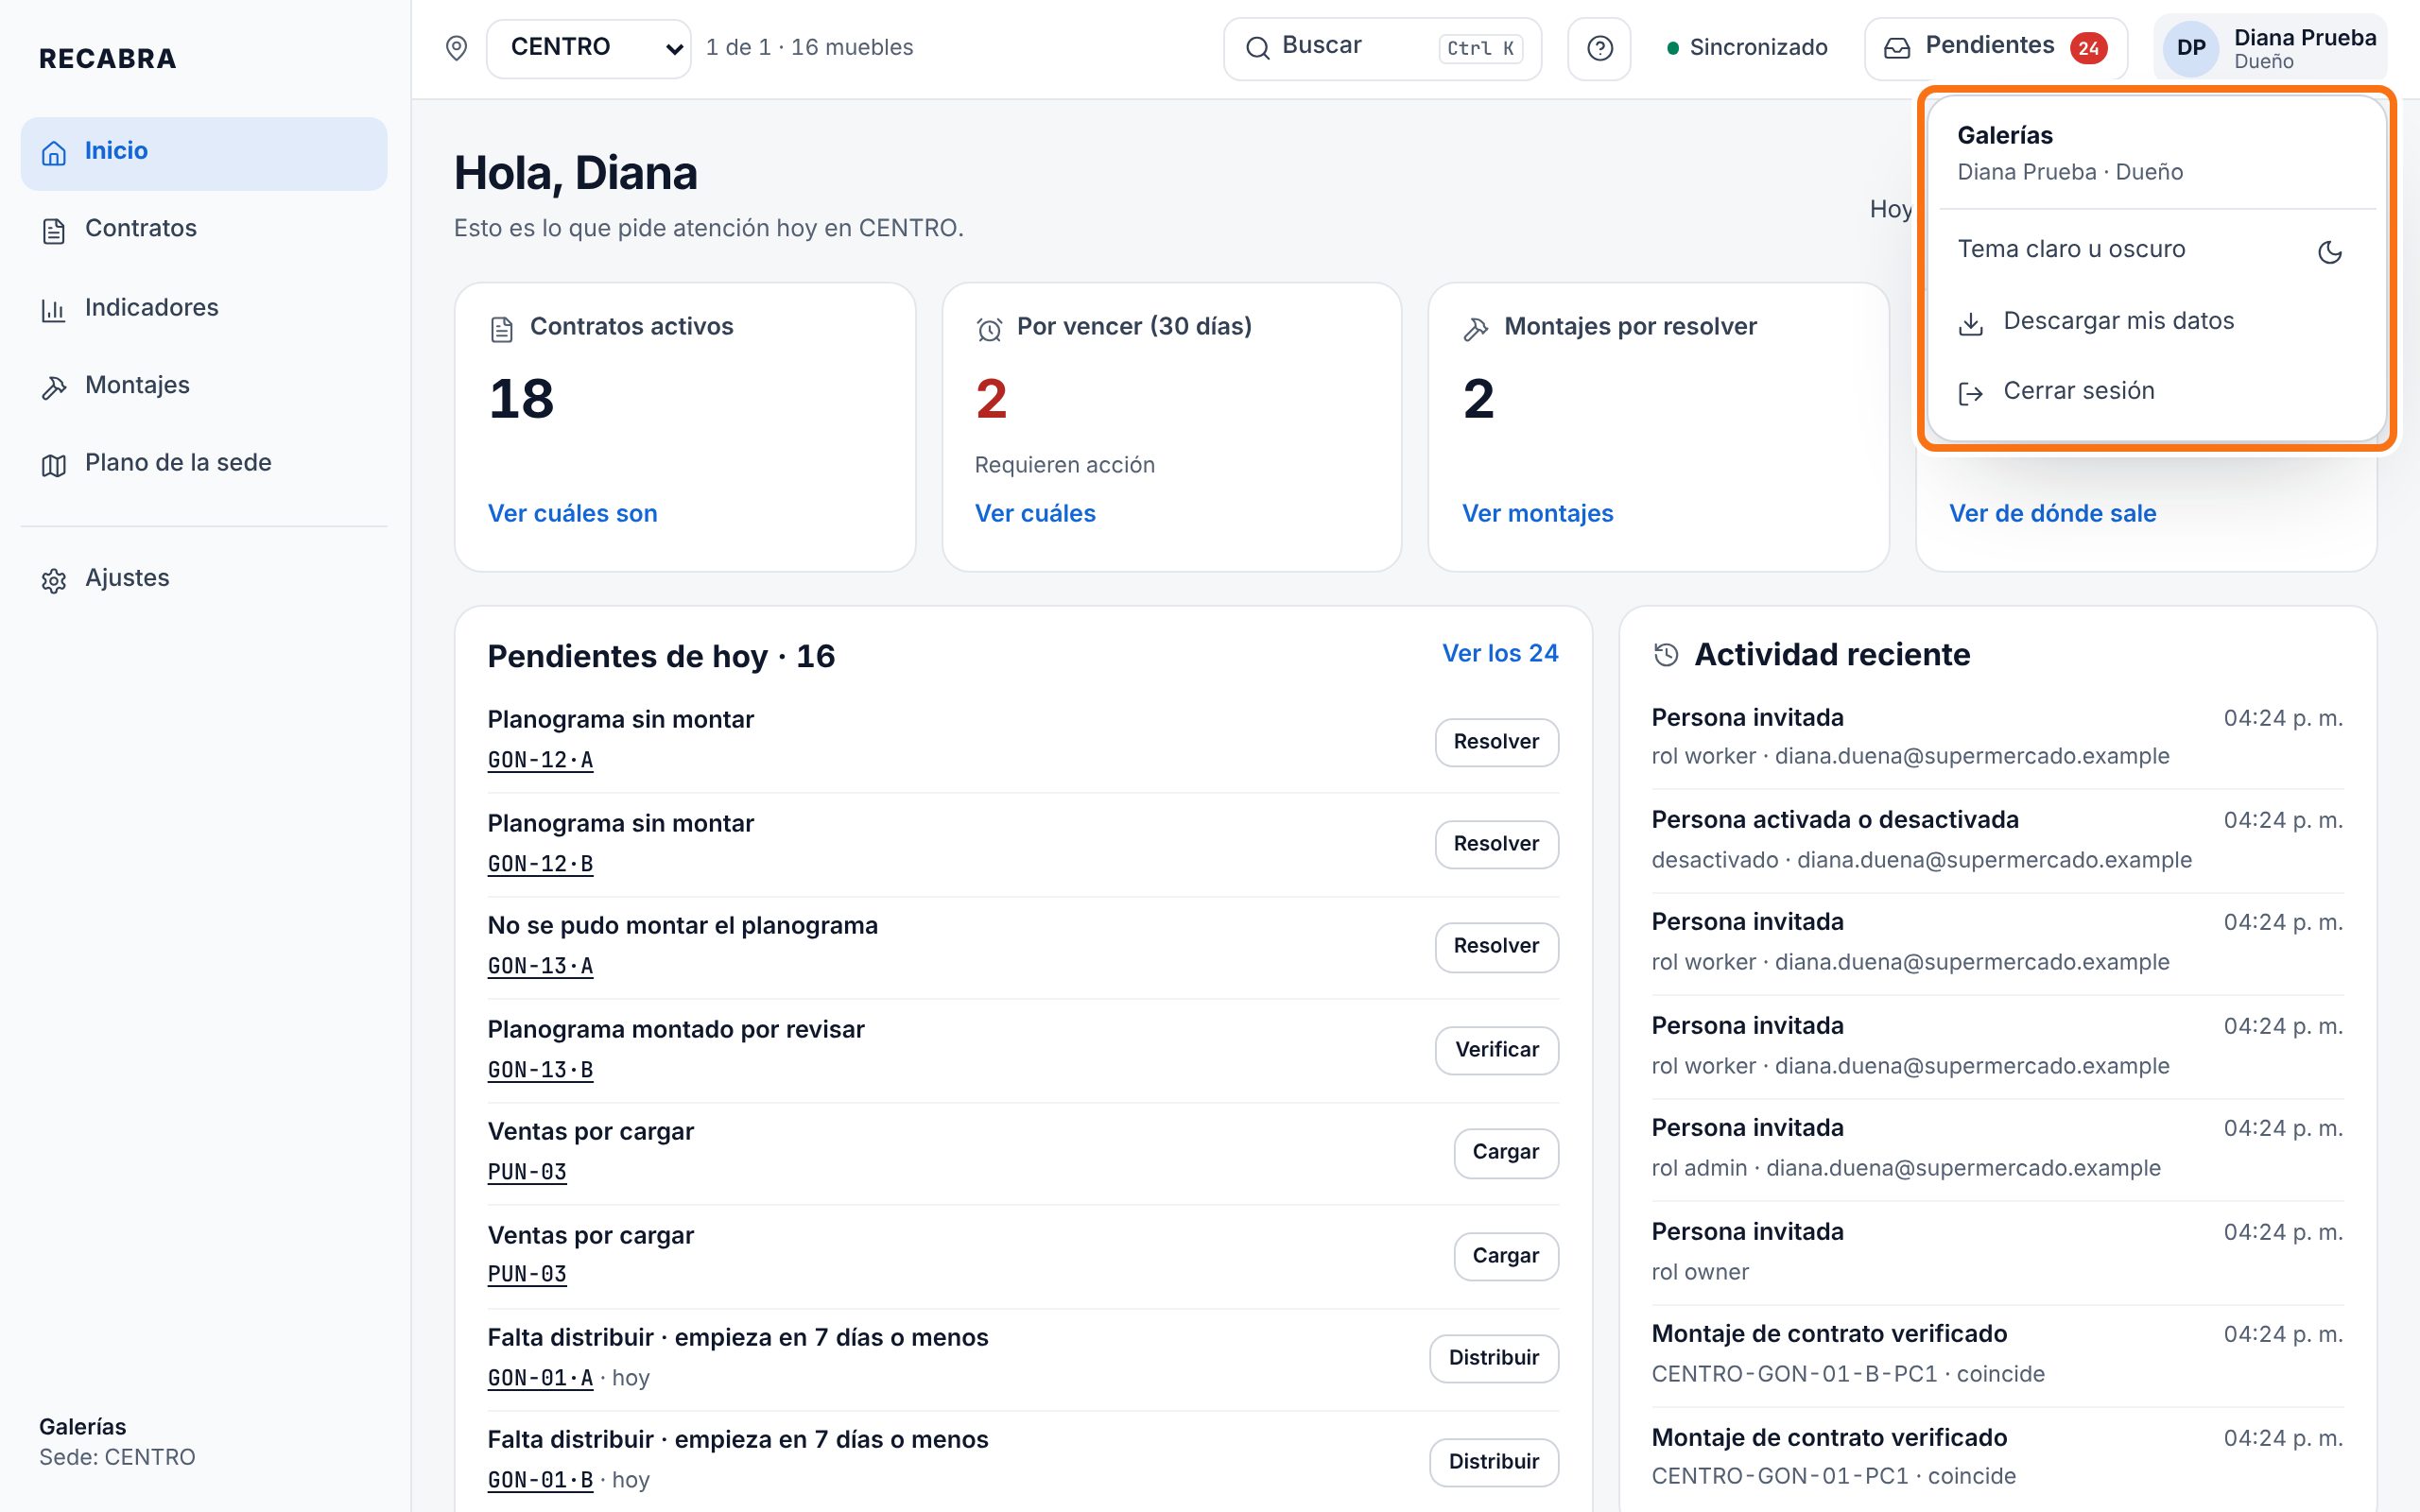 RECABRA
Inicio
Contratos
Indicadores
Montajes
Plano de la sede
Ajustes
Galerías
Sede: CENTRO
CENTRO
1 de 1 · 16 muebles
Buscar
Ctrl K
Sincronizado
Pendientes
24
DP
Diana Prueba
Dueño
Galerías
Diana Prueba · Dueño
Tema claro u oscuro
Descargar mis datos
Cerrar sesión
Hola, Diana
Esto es lo que pide atención hoy en CENTRO.
Hoy
Contratos activos
18
Ver cuáles son
Por vencer (30 días)
2
Requieren acción
Ver cuáles
Montajes por resolver
2
Ver montajes
Ver de dónde sale
Pendientes de hoy · 16
Ver los 24
Planograma sin montar
GON-12·A
Resolver
Planograma sin montar
GON-12·B
Resolver
No se pudo montar el planograma
GON-13·A
Resolver
Planograma montado por revisar
GON-13·B
Verificar
Ventas por cargar
PUN-03
Cargar
Ventas por cargar
PUN-03
Cargar
Falta distribuir · empieza en 7 días o menos
GON-01·A · hoy
Distribuir
Falta distribuir · empieza en 7 días o menos
GON-01·B · hoy
Distribuir
Actividad reciente
Persona invitada 04:24 p. m.
rol worker · diana.duena@supermercado.example
Persona activada o desactivada 04:24 p. m.
desactivado · diana.duena@supermercado.example
Persona invitada 04:24 p. m.
rol worker · diana.duena@supermercado.example
Persona invitada 04:24 p. m.
rol worker · diana.duena@supermercado.example
Persona invitada 04:24 p. m.
rol admin · diana.duena@supermercado.example
Persona invitada 04:24 p. m.
rol owner
Montaje de contrato verificado 04:24 p. m.
CENTRO-GON-01-B-PC1 · coincide
Montaje de contrato verificado 04:24 p. m.
CENTRO-GON-01-PC1 · coincide